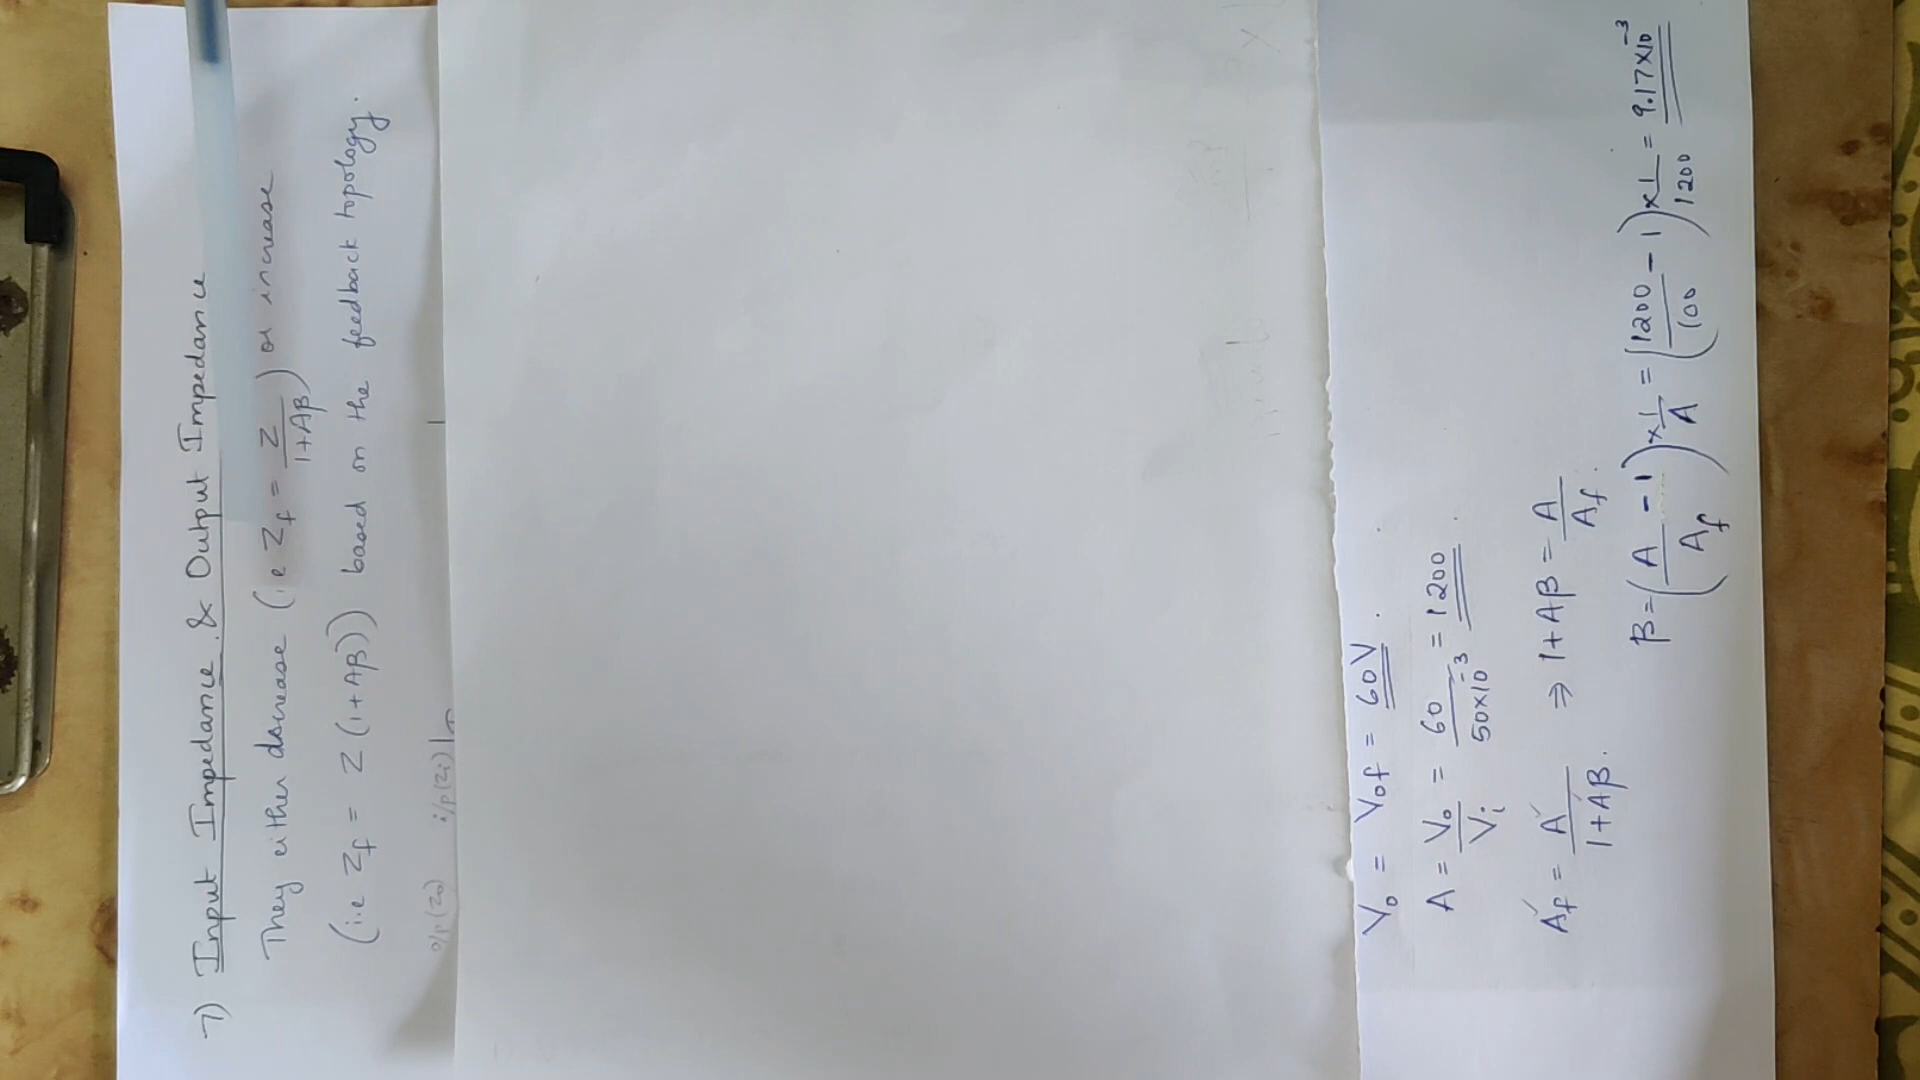 7) Input Impedance & Output Impedance
They either decrease (ie Zf = Z/(1+Aβ)) or increase
(i.e Zf = Z(1+Aβ)) based on the feedback topology.
o/p (Zo) i/p (Zi)
Vo = Vof = 60V.
A = Vo/Vi = 60/(50×10^-3) = 1200.
Af = A/(1+Aβ). ⇒ 1+Aβ = A/Af.
β = (A/Af - 1) × 1/A = (1200/100 - 1) × 1/1200 = 9.17×10^-3